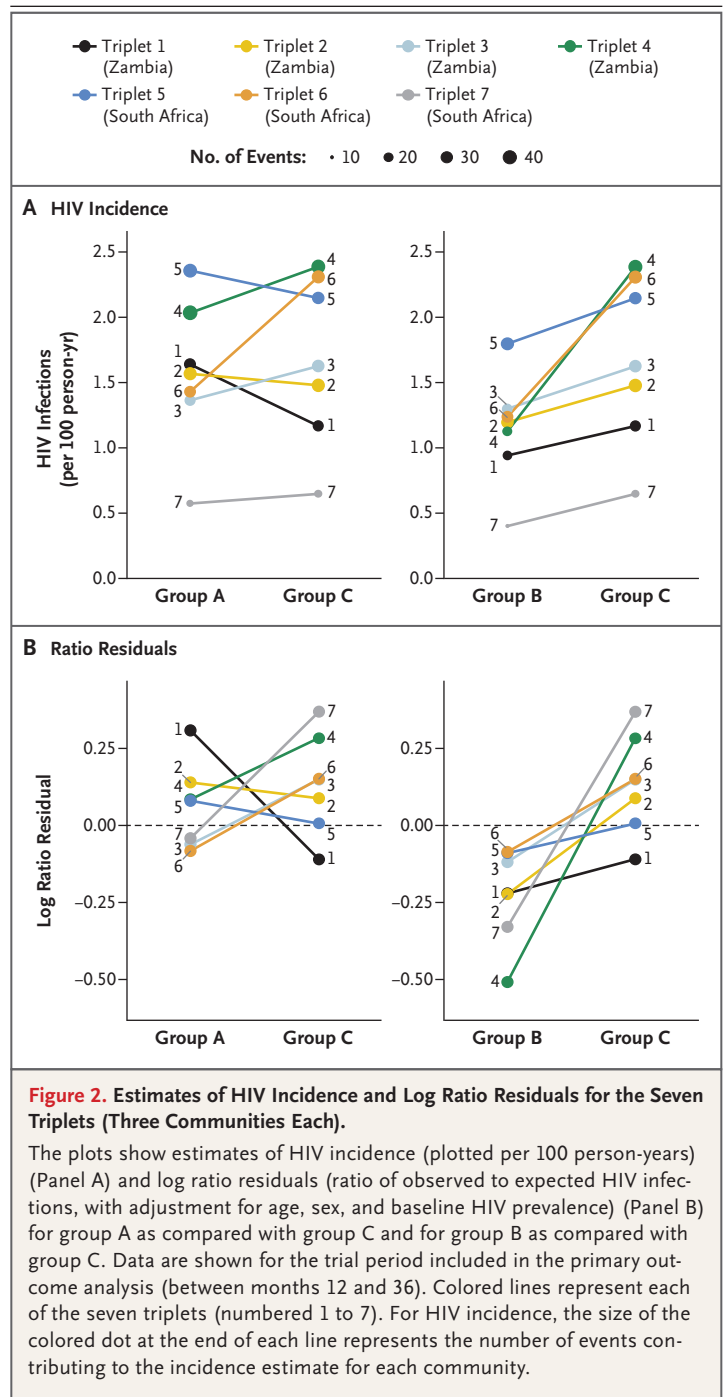 Triplet 1 (Zambia)
Triplet 2 (Zambia)
Triplet 3 (Zambia)
Triplet 4 (Zambia)
Triplet 5 (South Africa)
Triplet 6 (South Africa)
Triplet 7 (South Africa)
No. of Events: 10 20 30 40
A HIV Incidence
HIV Infections
(per 100 person-yr)
2.5
2.0
1.5
1.0
0.5
0.0
5
4
1
2
6
3
7
4
6
5
3
2
1
7
Group A Group C
2.5
2.0
1.5
1.0
0.5
0.0
5
3
6
2
4
1
7
4
6
5
3
2
1
7
Group B Group C
B Ratio Residuals
Log Ratio Residual
0.25
0.00
−0.25
−0.50
1
2
4
5
7
3
6
7
4
6
3
2
5
1
Group A Group C
0.25
0.00
−0.25
−0.50
6
5
3
1
2
7
4
7
4
6
3
2
5
1
Group B Group C
Figure 2. Estimates of HIV Incidence and Log Ratio Residuals for the Seven
Triplets (Three Communities Each).
The plots show estimates of HIV incidence (plotted per 100 person-years)
(Panel A) and log ratio residuals (ratio of observed to expected HIV infec-
tions, with adjustment for age, sex, and baseline HIV prevalence) (Panel B)
for group A as compared with group C and for group B as compared with
group C. Data are shown for the trial period included in the primary out-
come analysis (between months 12 and 36). Colored lines represent each
of the seven triplets (numbered 1 to 7). For HIV incidence, the size of the
colored dot at the end of each line represents the number of events con-
tributing to the incidence estimate for each community.